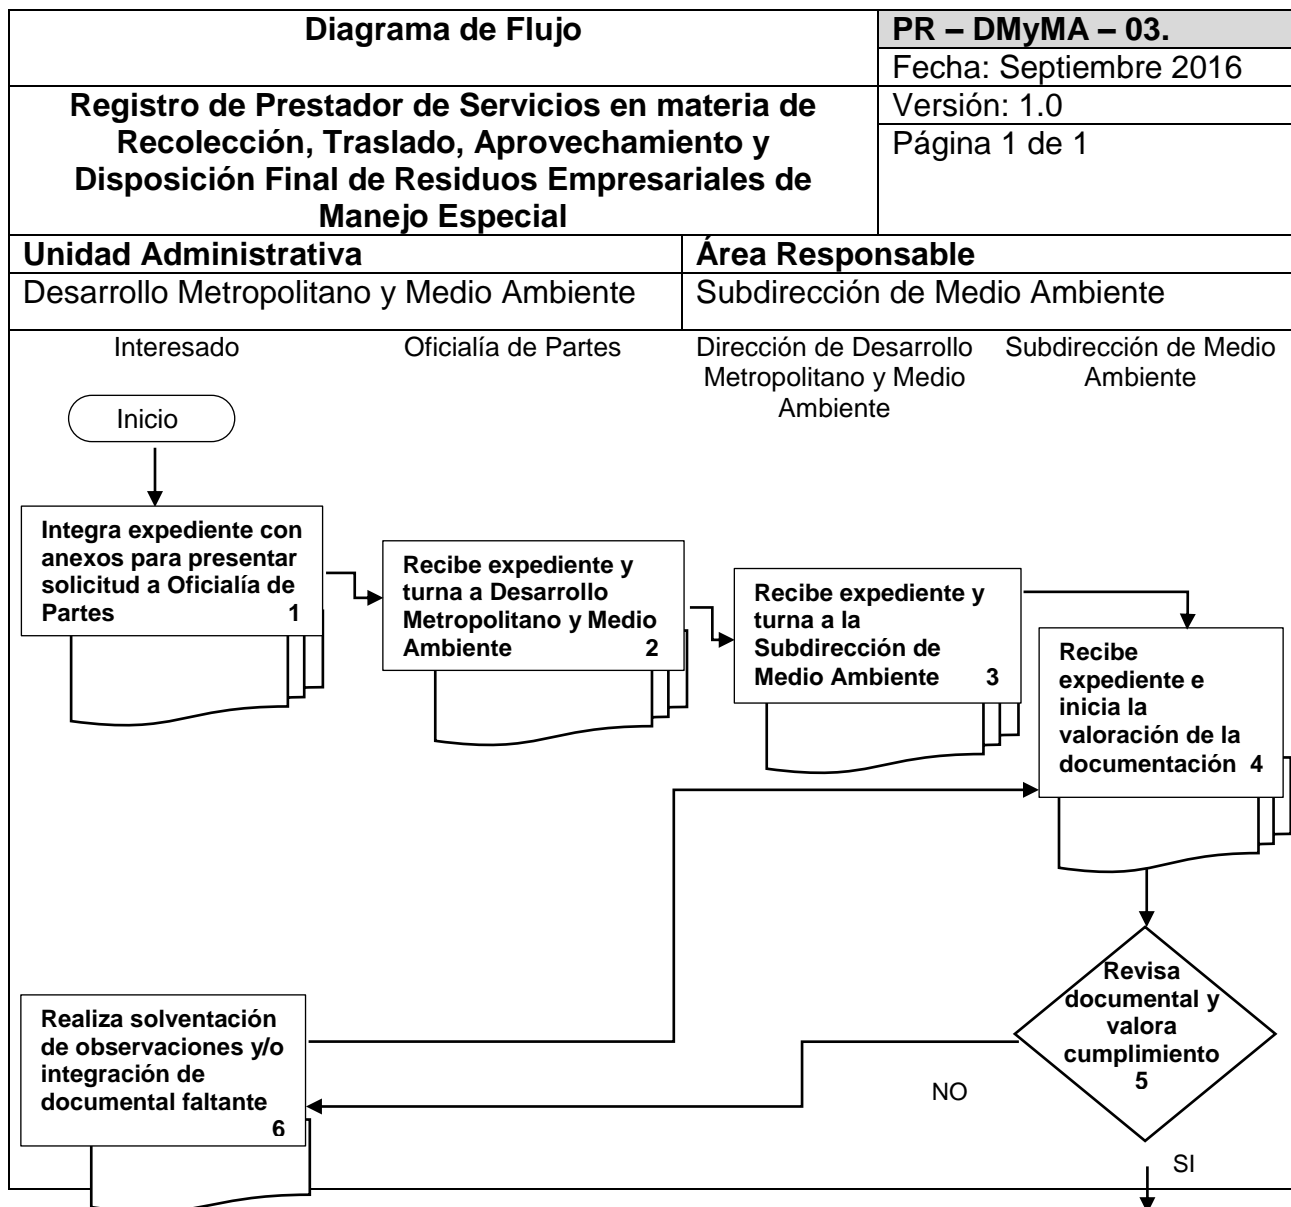 Diagrama de Flujo
PR – DMyMA – 03.
Fecha: Septiembre 2016
Registro de Prestador de Servicios en materia de
Recolección, Traslado, Aprovechamiento y
Disposición Final de Residuos Empresariales de
Manejo Especial
Versión: 1.0
Página 1 de 1
Unidad Administrativa
Área Responsable
Desarrollo Metropolitano y Medio Ambiente
Subdirección de Medio Ambiente
Interesado
Oficialía de Partes
Dirección de Desarrollo
Metropolitano y Medio
Ambiente
Subdirección de Medio
Ambiente
Inicio
Integra expediente con
anexos para presentar
solicitud a Oficialía de
Partes 1
Recibe expediente y
turna a Desarrollo
Metropolitano y Medio
Ambiente 2
Recibe expediente y
turna a la
Subdirección de
Medio Ambiente 3
Recibe
expediente e
inicia la
valoración de la
documentación 4
Revisa
documental y
valora
cumplimiento
5
Realiza solventación
de observaciones y/o
integración de
documental faltante
6
NO
SI